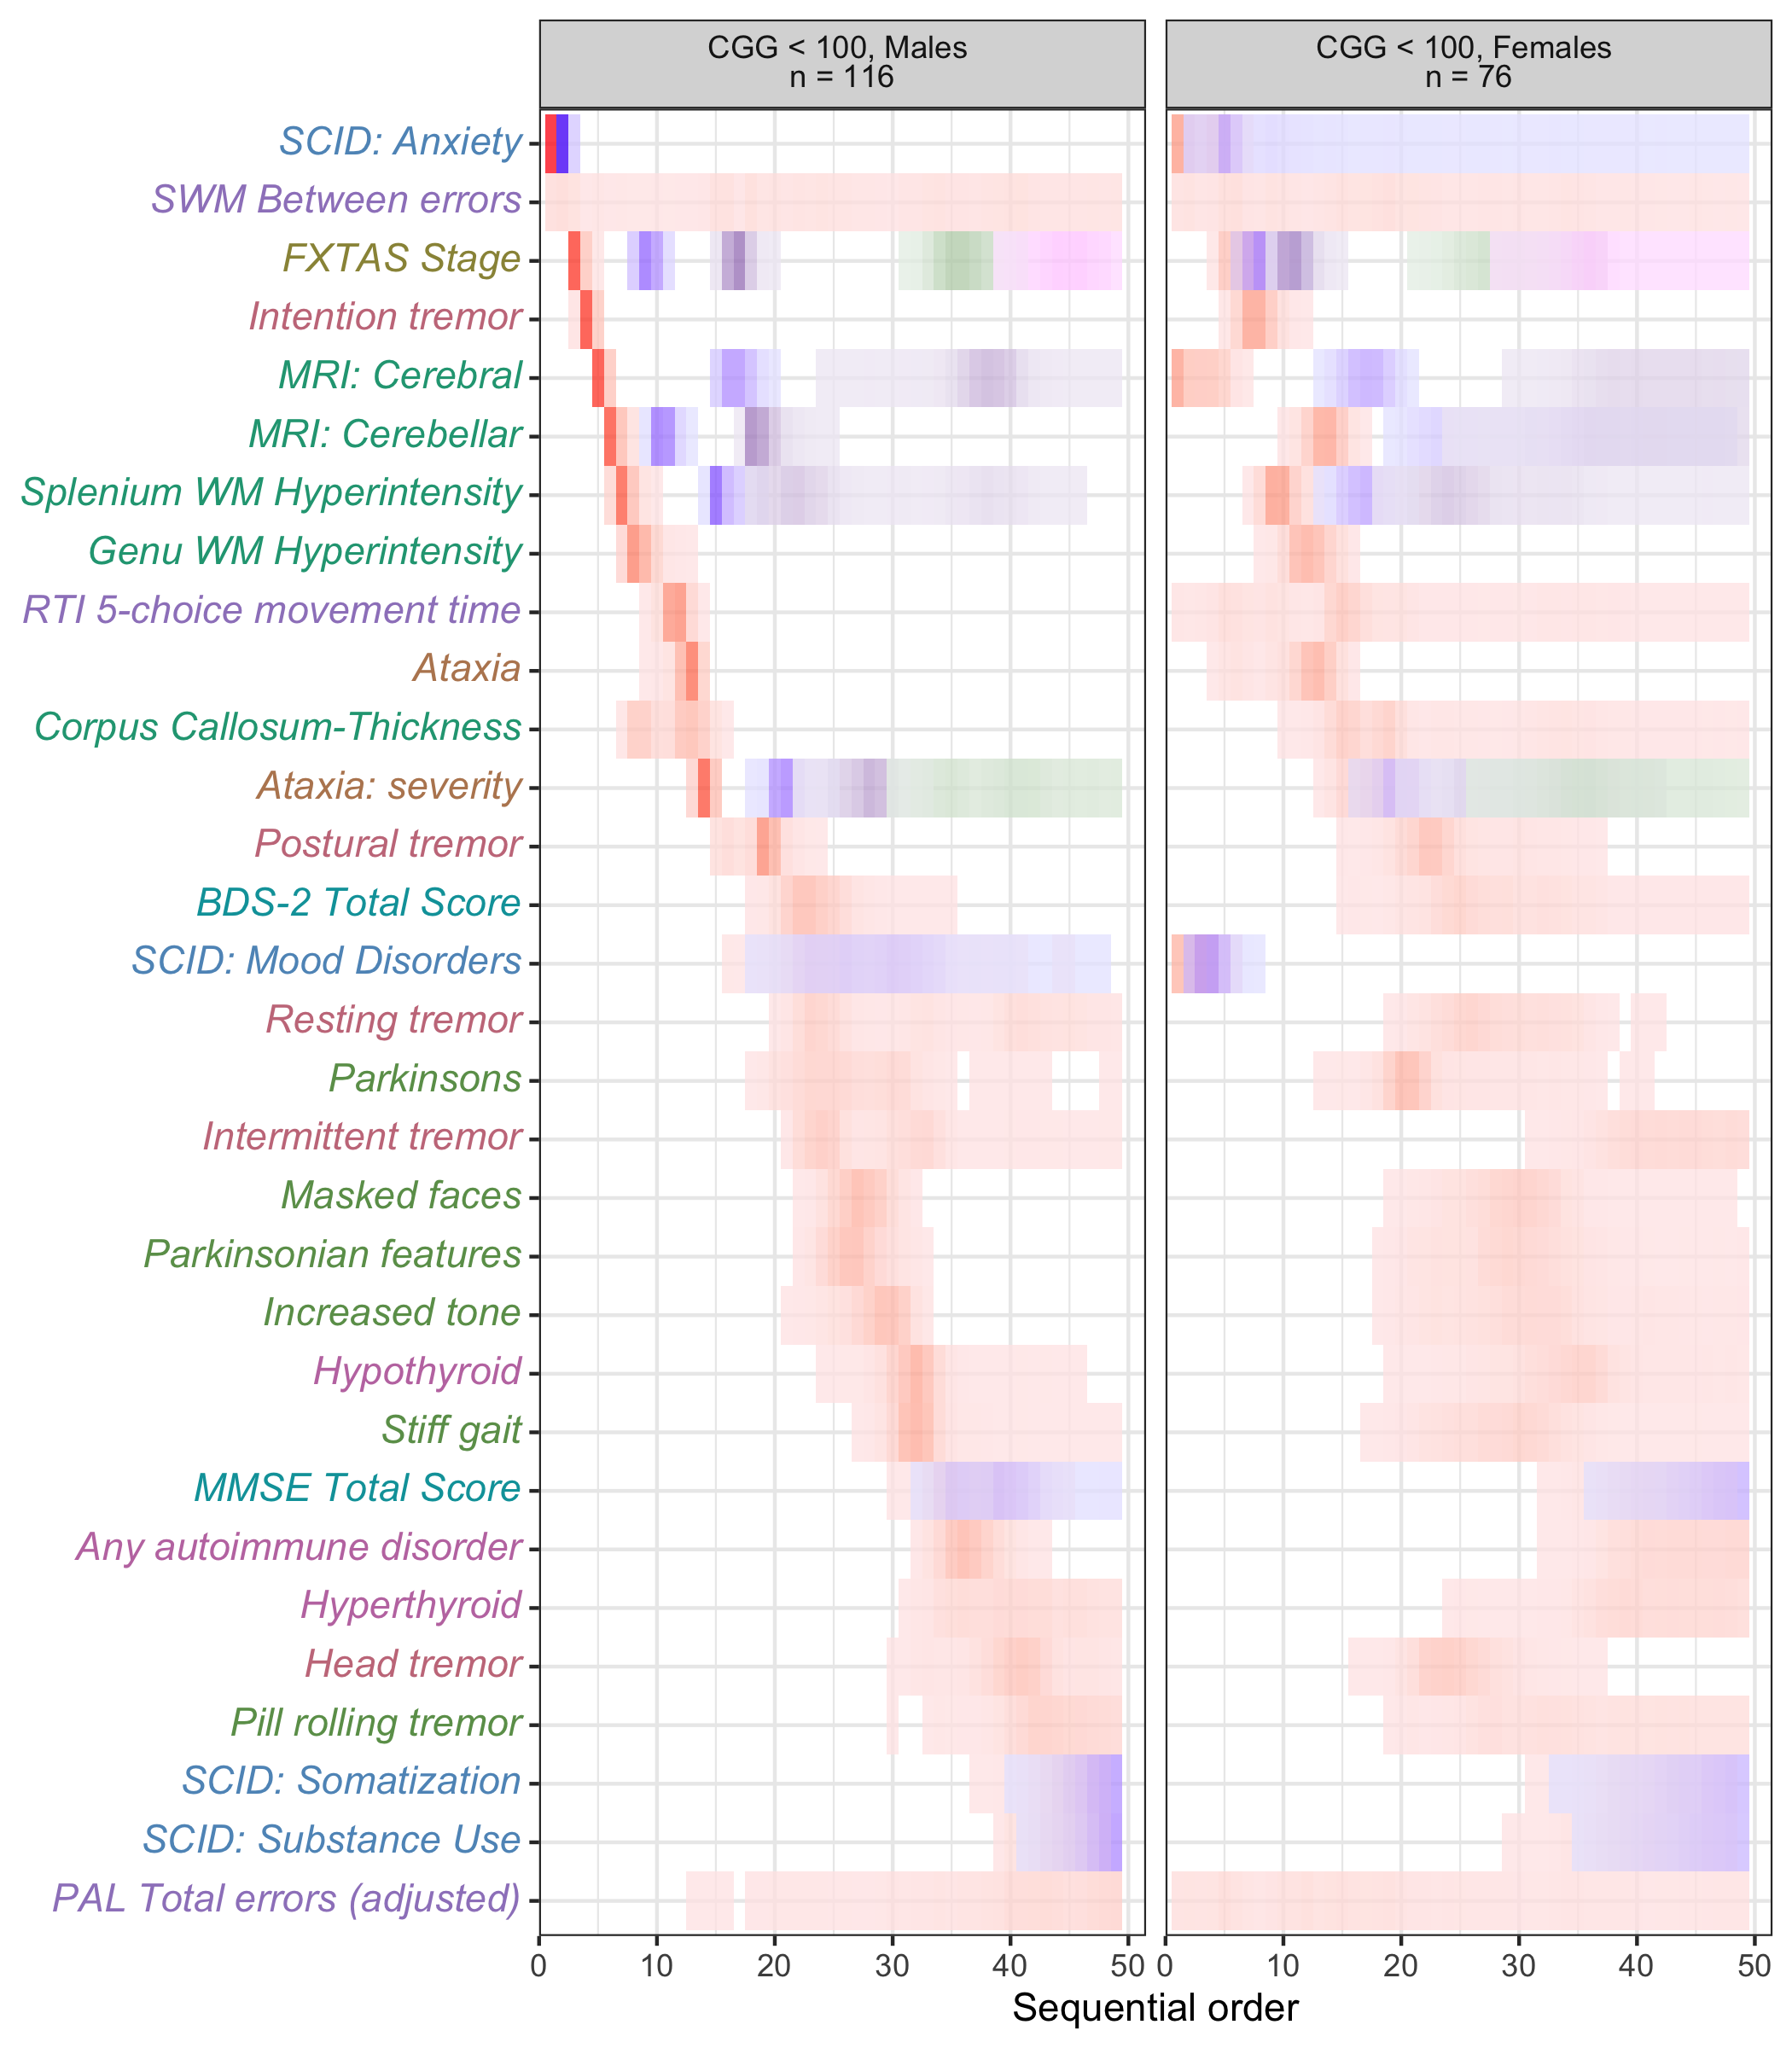 CGG < 100, Males
n = 116
CGG < 100, Females
n = 76
SCID: Anxiety
SWM Between errors
FXTAS Stage
Intention tremor
MRI: Cerebral
MRI: Cerebellar
Splenium WM Hyperintensity
Genu WM Hyperintensity
RTI 5-choice movement time
Ataxia
Corpus Callosum-Thickness
Ataxia: severity
Postural tremor
BDS-2 Total Score
SCID: Mood Disorders
Resting tremor
Parkinsons
Intermittent tremor
Masked faces
Parkinsonian features
Increased tone
Hypothyroid
Stiff gait
MMSE Total Score
Any autoimmune disorder
Hyperthyroid
Head tremor
Pill rolling tremor
SCID: Somatization
SCID: Substance Use
PAL Total errors (adjusted)
0 10 20 30 40 50
0 10 20 30 40 50
Sequential order